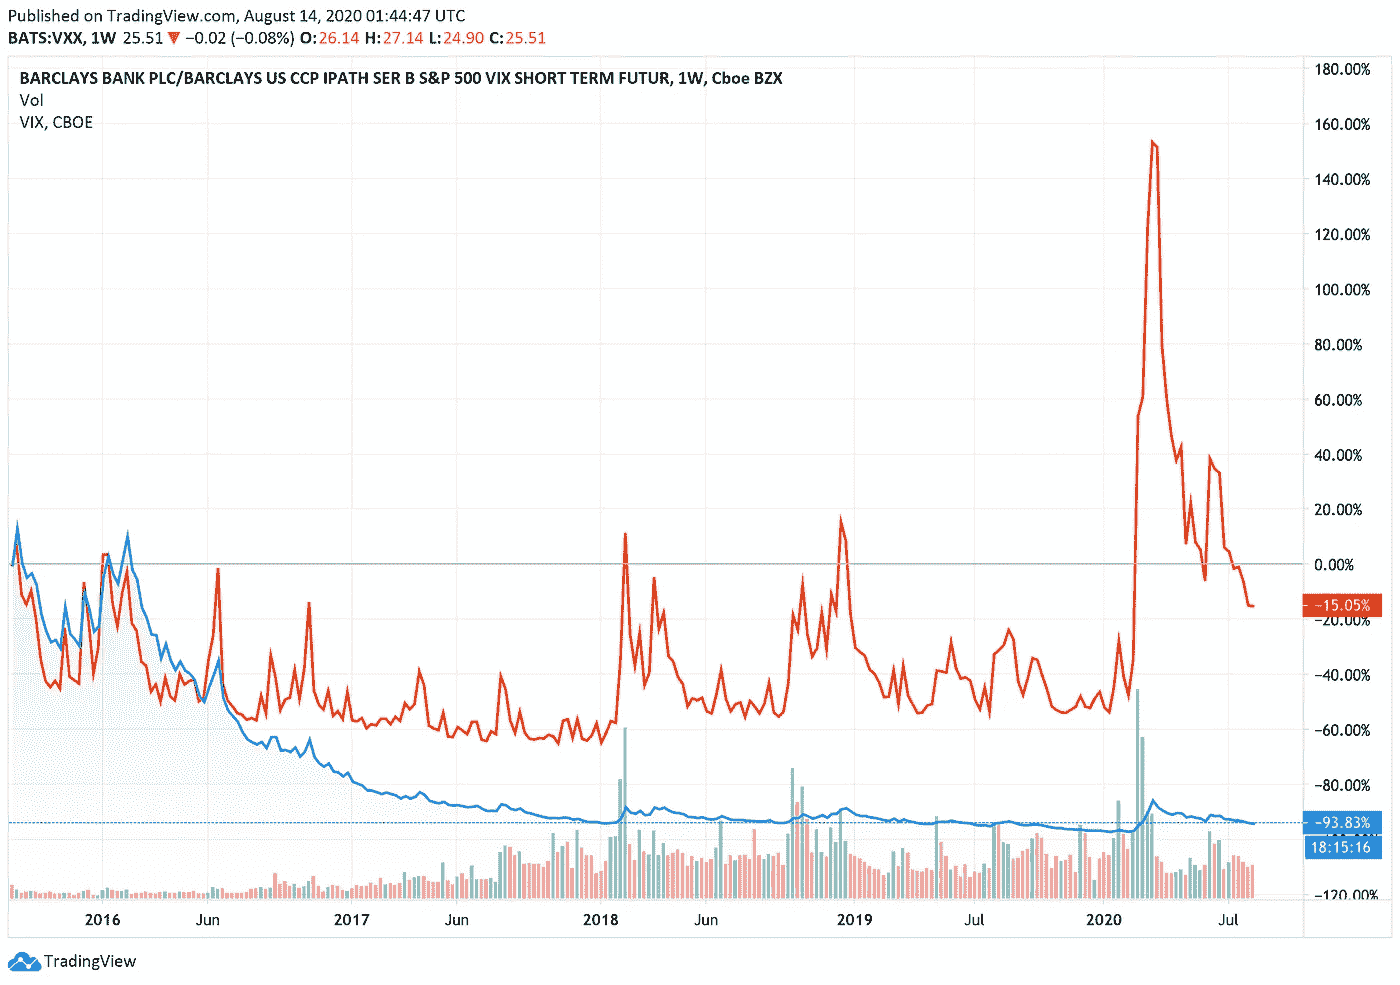 Published on TradingView.com, August 14, 2020 01:44:47 UTC
BATS:VXX, 1W 25.51 ▼ −0.02 (−0.08%) O:26.14 H:27.14 L:24.90 C:25.51
BARCLAYS BANK PLC/BARCLAYS US CCP IPATH SER B S&P 500 VIX SHORT TERM FUTUR, 1W, Cboe BZX
Vol
VIX, CBOE
180.00%
160.00%
140.00%
120.00%
100.00%
80.00%
60.00%
40.00%
20.00%
0.00%
−15.05%
−20.00%
−40.00%
−60.00%
−80.00%
−93.83%
18:15:16
−120.00%
2016 Jun 2017 Jun 2018 Jun 2019 Jul 2020 Jul
TradingView